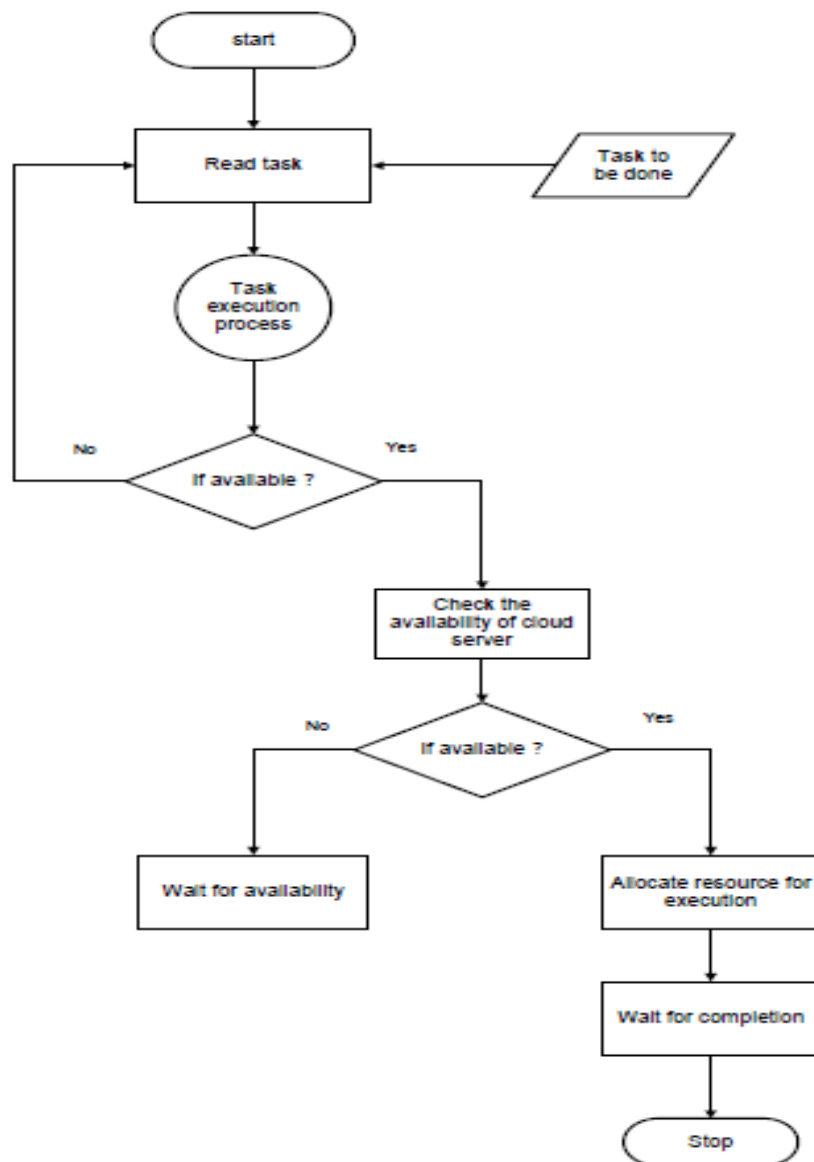 start
Read task
Task to
be done
Task
execution
process
No
Yes
If available ?
Check the
availability of cloud
server
No
Yes
If available ?
Wait for availability
Allocate resource for
execution
Wait for completion
Stop